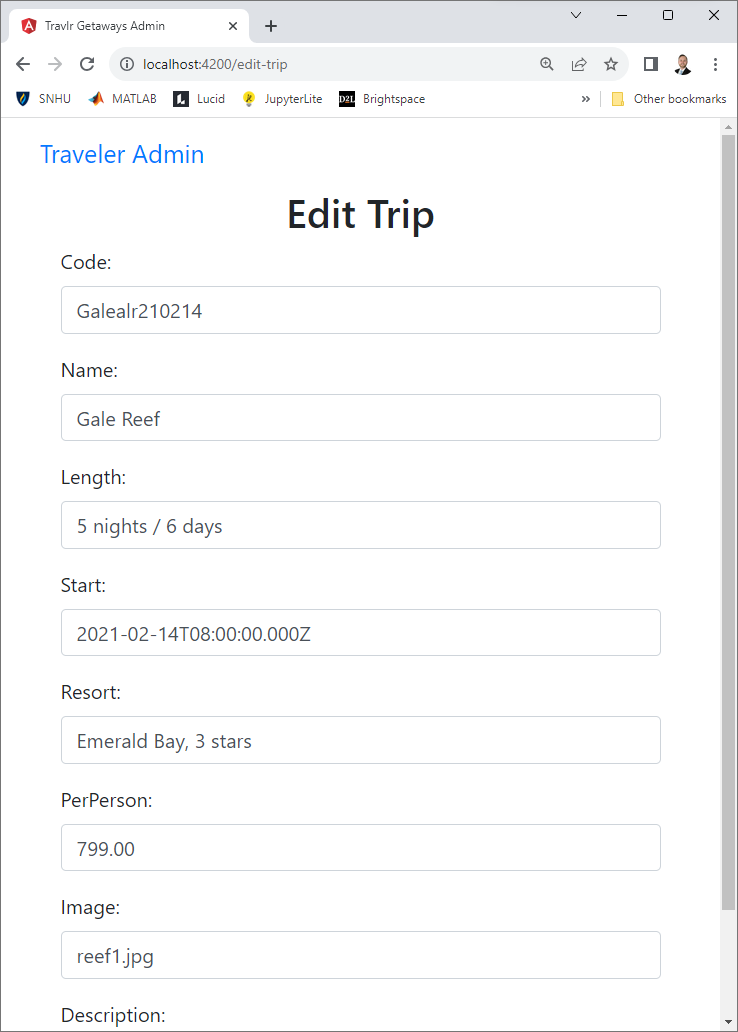 Travlr Getaways Admin
localhost:4200/edit-trip
SNHU MATLAB Lucid JupyterLite D2L Brightspace » Other bookmarks
Traveler Admin
Edit Trip
Code:
Galealr210214
Name:
Gale Reef
Length:
5 nights / 6 days
Start:
2021-02-14T08:00:00.000Z
Resort:
Emerald Bay, 3 stars
PerPerson:
799.00
Image:
reef1.jpg
Description: